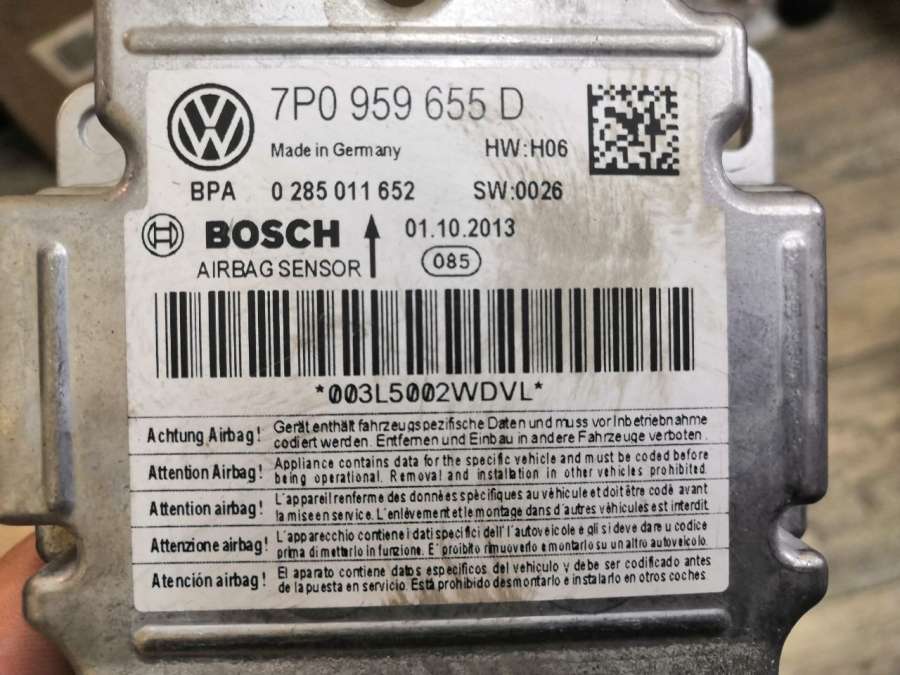 7P0 959 655 D
Made in Germany HW:H06
BPA 0 285 011 652 SW:0026
BOSCH 01.10.2013
AIRBAG SENSOR 085
*003L5002WDVL*
Achtung Airbag! Gerät enthält fahrzeugspezifische Daten und muss vor Inbetriebnahme
codiert werden. Entfernen und Einbau in andere Fahrzeuge verboten.
Attention Airbag! Appliance contains data for the specific vehicle and must be coded before
being operational. Removal and installation in other vehicles prohibited.
Attention airbag! L'appareil renferme des données spécifiques au véhicule et doit être codé avant
la mise en service. L'enlèvement et le montage dans d'autres véhicules est interdit.
Attenzione airbag! L'apparecchio contiene i dati specifici dell'l'autoveicole e gli si deve dare u codice
prima di metterlo in funzione. E' proibito rimuoverlo e montarlo su un altro autoveicolo.
Atención airbag! El aparato contiene datos especificos del vehículo y debe ser codificado antes
de la puesta en servicio. Está prohibido desmontarlo e instalarlo en otros coches.